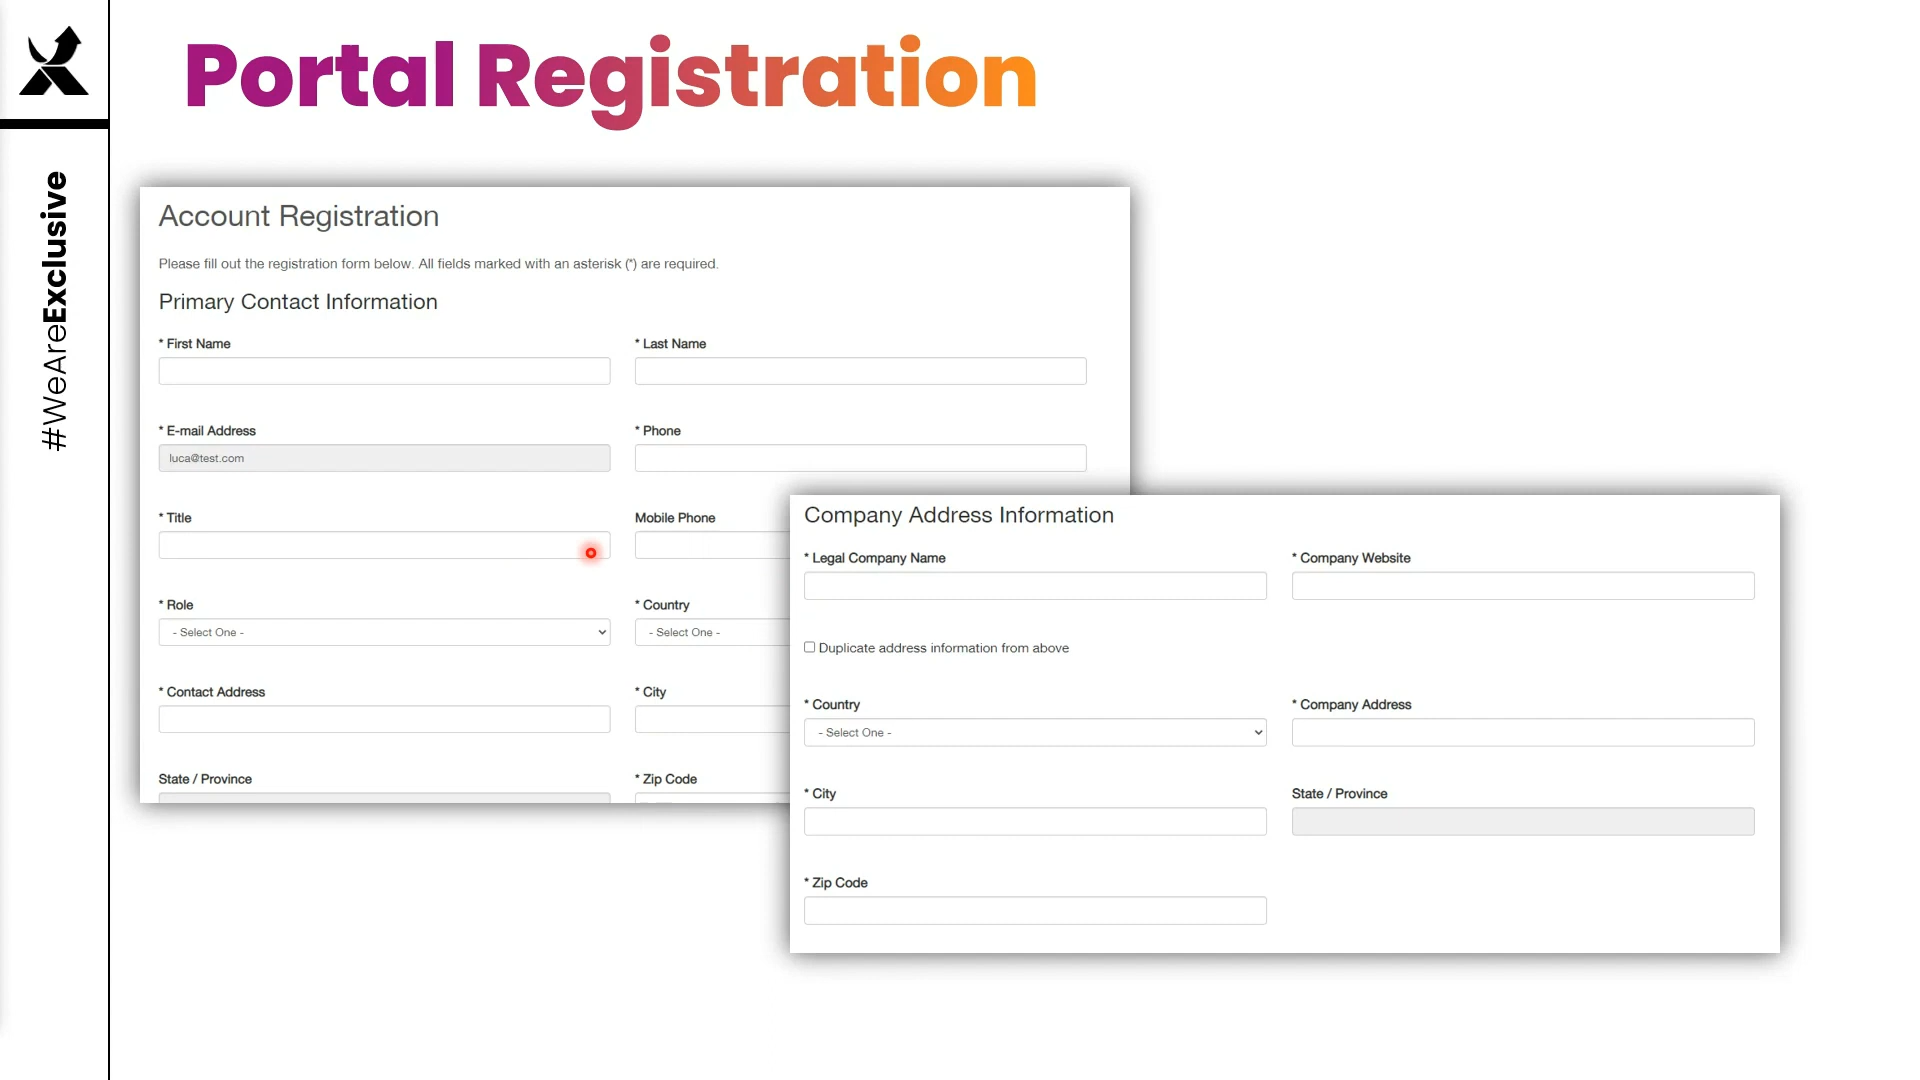 Portal Registration
#WeAreExclusive
Account Registration
Please fill out the registration form below. All fields marked with an asterisk (*) are required.
Primary Contact Information
* First Name
* Last Name
* E-mail Address
* Phone
luca@test.com
* Title
Mobile Phone
* Role
* Country
- Select One -
- Select One -
* Contact Address
* City
State / Province
* Zip Code
Company Address Information
* Legal Company Name
* Company Website
Duplicate address information from above
* Country
* Company Address
- Select One -
* City
State / Province
* Zip Code